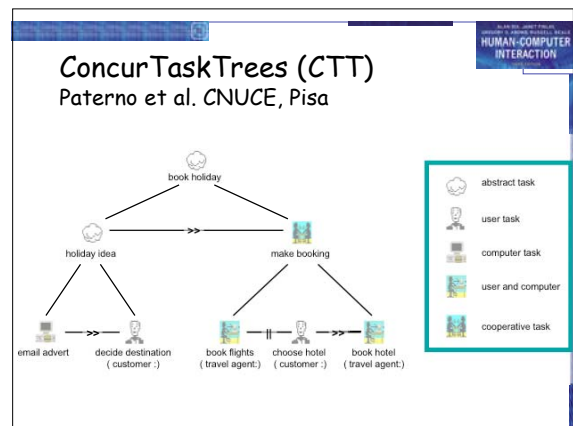 HUMAN-COMPUTER
INTERACTION
ConcurTaskTrees (CTT)
Paterno et al. CNUCE, Pisa
book holiday
holiday idea
>>
make booking
email advert
>>
decide destination
( customer :)
book flights
( travel agent:)
||
choose hotel
( customer :)
>>
book hotel
( travel agent:)
abstract task
user task
computer task
user and computer
cooperative task